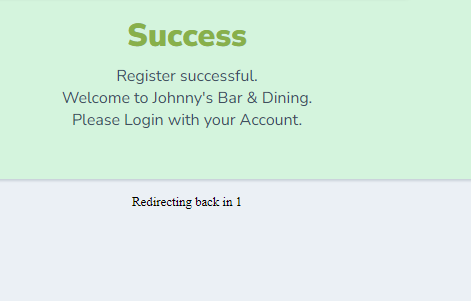 Success
Register successful.
Welcome to Johnny's Bar & Dining.
Please Login with your Account.
Redirecting back in 1